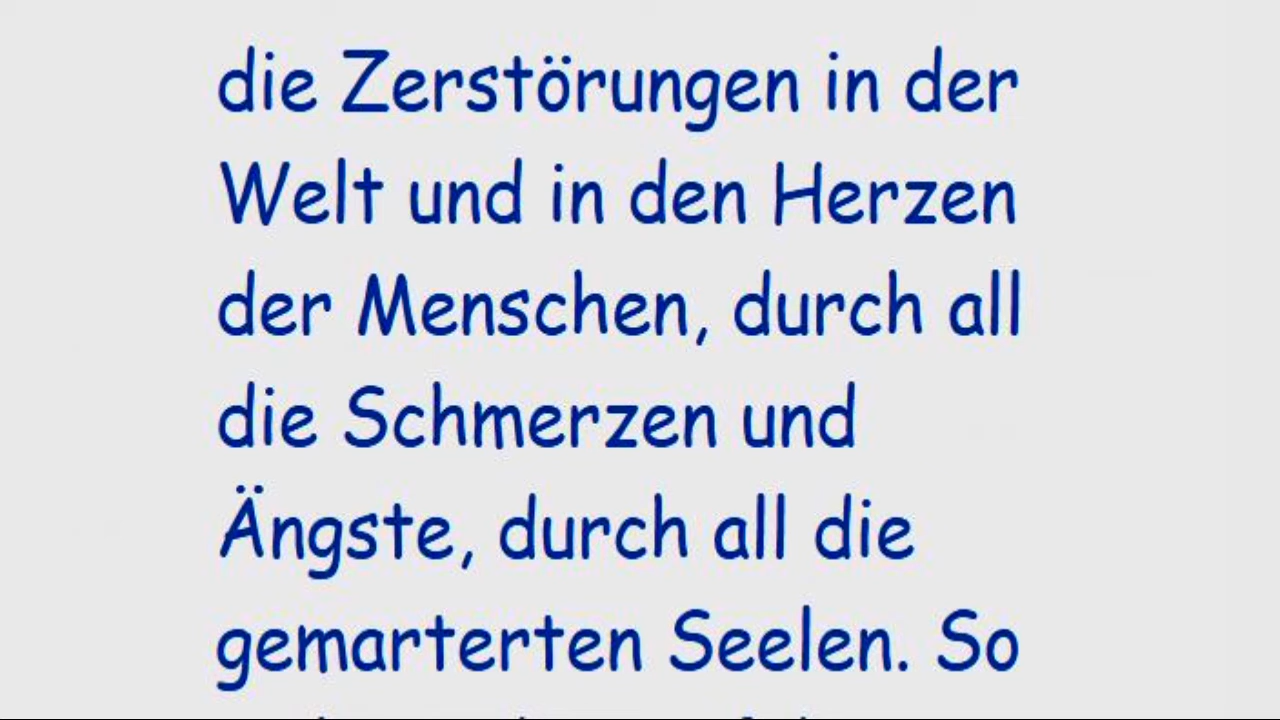 die Zerstörungen in der
Welt und in den Herzen
der Menschen, durch all
die Schmerzen und
Ängste, durch all die
gemarterten Seelen. So